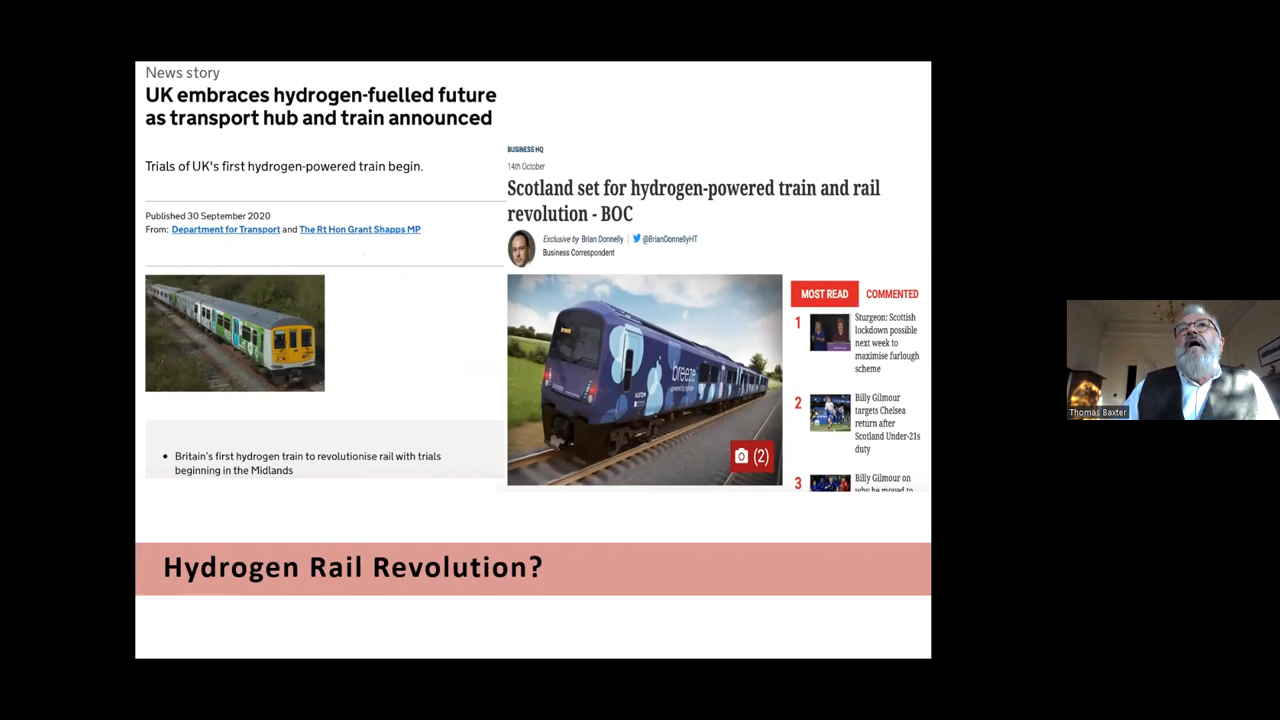 News story
UK embraces hydrogen-fuelled future
as transport hub and train announced
Trials of UK's first hydrogen-powered train begin.
Published 30 September 2020
From: Department for Transport and The Rt Hon Grant Shapps MP
Britain's first hydrogen train to revolutionise rail with trials
beginning in the Midlands
BUSINESS HQ
14th October
Scotland set for hydrogen-powered train and rail
revolution - BOC
Exclusive by Brian Donnelly @BrianDonnellyHT
Business Correspondent
breeze
(2)
MOST READ COMMENTED
1
Sturgeon: Scottish
lockdown possible
next week to
maximise furlough
scheme
2
Billy Gilmour
targets Chelsea
return after
Scotland Under-21s
duty
3
Billy Gilmour on
why he moved to
Hydrogen Rail Revolution?
Thomas Baxter